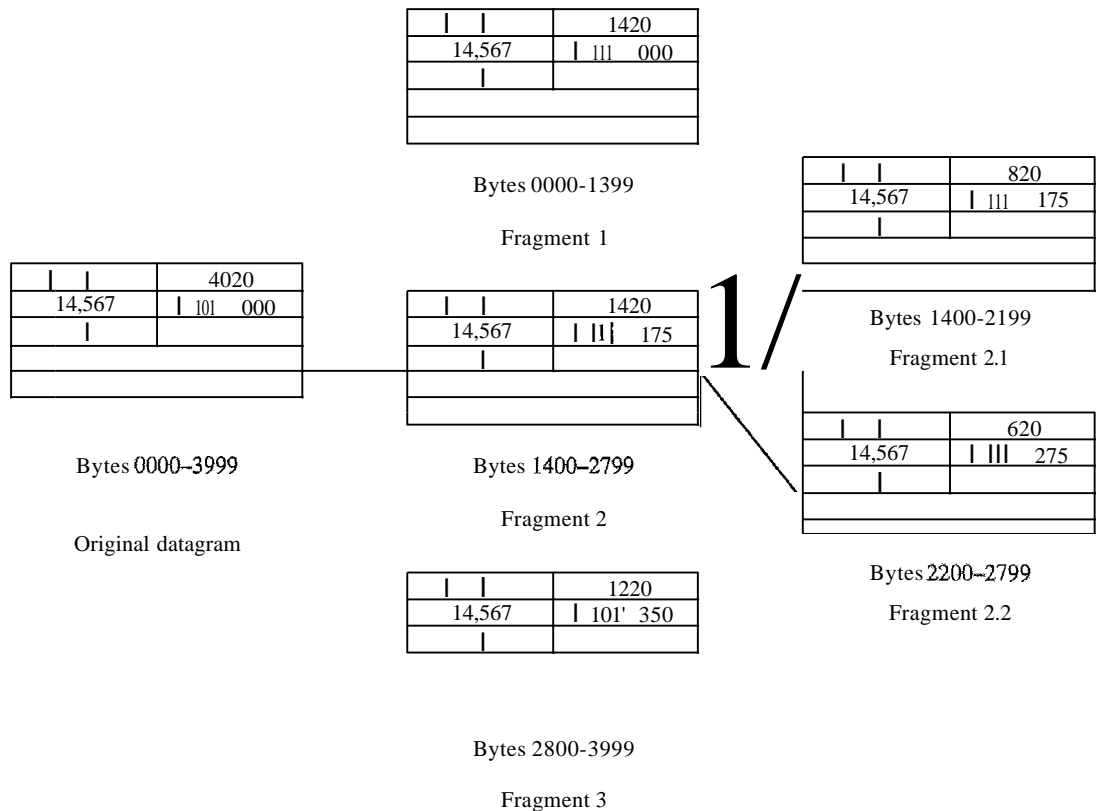 1420
14,567 111 000
Bytes 0000-1399
Fragment 1
4020
14,567 101 000
Bytes 0000–3999
Original datagram
1420
14,567 175
Bytes 1400–2799
Fragment 2
1220
14,567 101' 350
Bytes 2800-3999
Fragment 3
1/
820
14,567 111 175
Bytes 1400-2199
Fragment 2.1
620
14,567 275
Bytes 2200–2799
Fragment 2.2